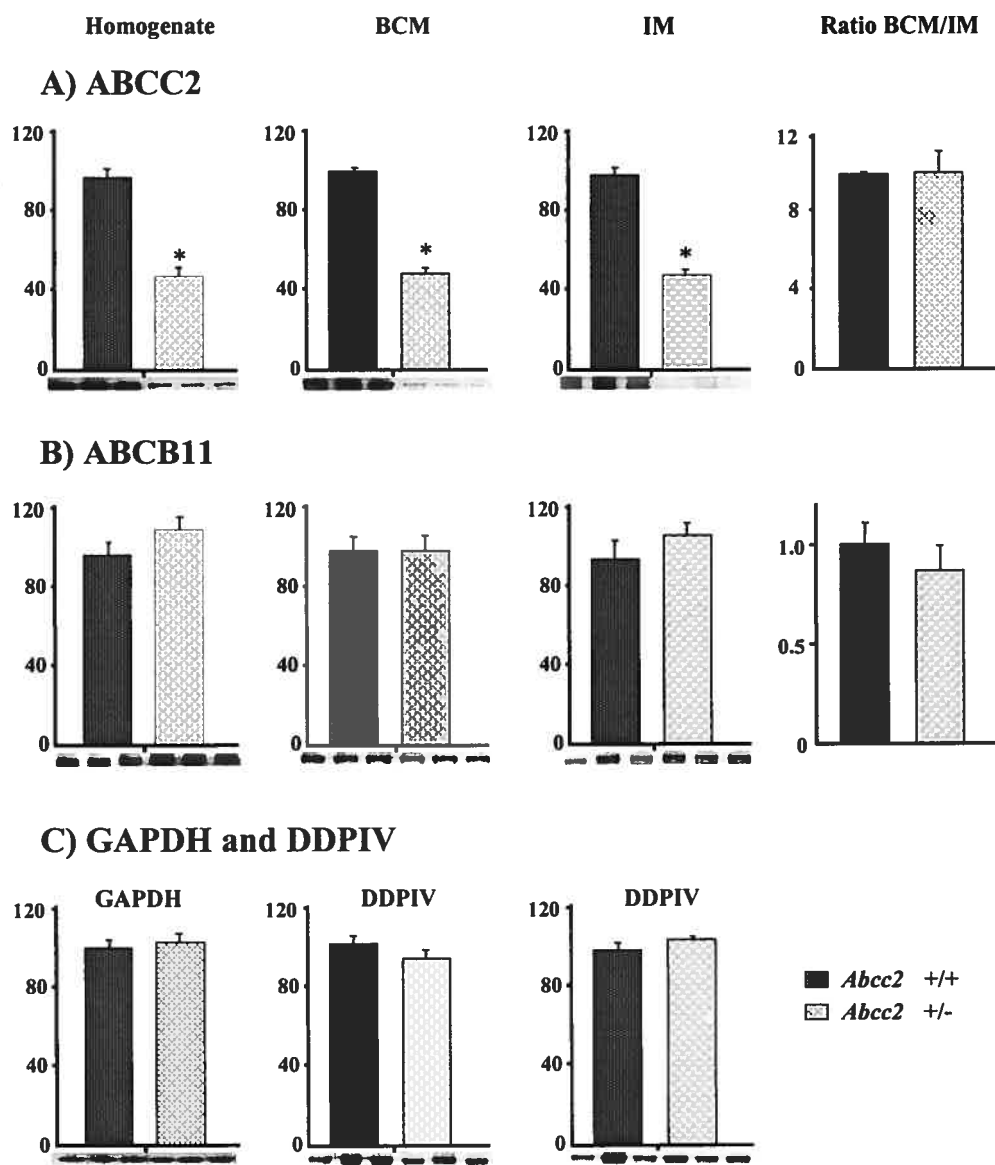 Homogenate BCM IM Ratio BCM/IM
A) ABCC2
120 120 120 12
80 80 80 8
* * *
40 40 40 4
0 0 0 0
B) ABCB11
120 120 120
1.0
80 80 80
0.5
40 40 40
0 0 0 0
C) GAPDH and DDPIV
GAPDH DDPIV DDPIV
120 120 120
80 80 80
Abcc2 +/+
Abcc2 +/-
40 40 40
0 0 0